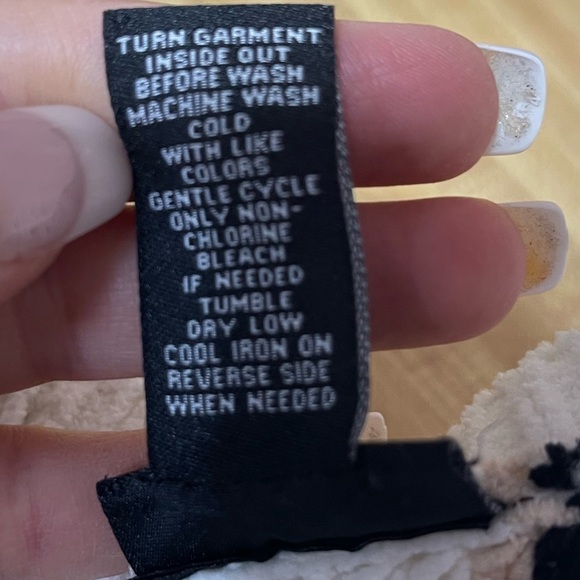 TURN GARMENT
INSIDE OUT
BEFORE WASH
MACHINE WASH
COLD
WITH LIKE
COLORS
GENTLE CYCLE
ONLY NON-
CHLORINE
BLEACH
IF NEEDED
TUMBLE
DRY LOW
COOL IRON ON
REVERSE SIDE
WHEN NEEDED